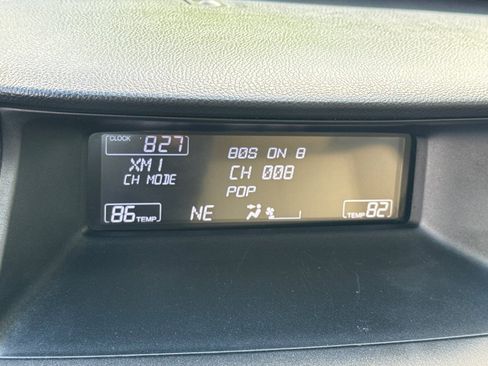 CLOCK 827
XM1
CH MODE
80S ON 8
CH 008
POP
86 TEMP
NE
TEMP 82